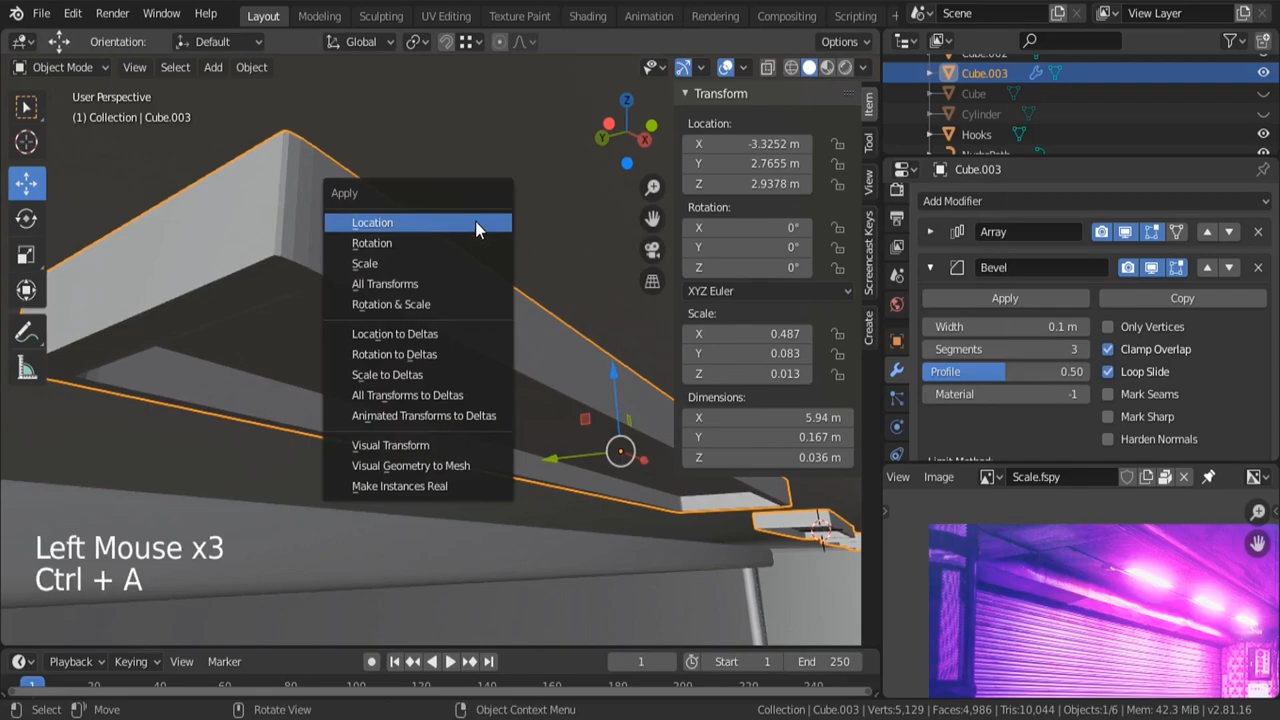 File Edit Render Window Help Layout Modeling Sculpting UV Editing Texture Paint Shading Animation Rendering Compositing Scripting + Scene View Layer
Orientation: Default Global Options
Object Mode View Select Add Object
User Perspective
(1) Collection | Cube.003
Z
Y
X
Transform
Location:
X -3.3252 m
Y 2.7655 m
Z 2.9378 m
Rotation:
X 0°
Y 0°
Z 0°
XYZ Euler
Scale:
X 0.487
Y 0.083
Z 0.013
Dimensions:
X 5.94 m
Y 0.167 m
Z 0.036 m
Item
Tool
View
Screencast Keys
Create
Apply
Location
Rotation
Scale
All Transforms
Rotation & Scale
Location to Deltas
Rotation to Deltas
Scale to Deltas
All Transforms to Deltas
Animated Transforms to Deltas
Visual Transform
Visual Geometry to Mesh
Make Instances Real
Left Mouse x3
Ctrl + A
Cube.003
Cube
Cylinder
Hooks
Cube.003
Add Modifier
Array
Bevel
Apply Copy
Width 0.1 m Only Vertices
Segments 3 Clamp Overlap
Profile 0.50 Loop Slide
Material -1 Mark Seams
Mark Sharp
Harden Normals
View Image Scale.fspy
Playback Keying View Marker 1 Start 1 End 250
1
Select Move Rotate View Object Context Menu Collection | Cube.003 | Verts:5,129 | Faces:4,986 | Tris:10,044 | Objects:1/6 | Mem: 42.3 MiB | v2.81.16